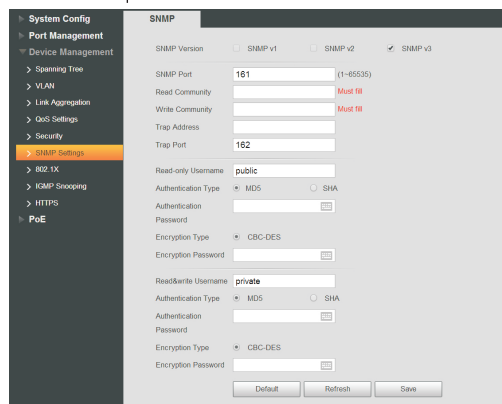 System Config
Port Management
Device Management
Spanning Tree
VLAN
Link Aggregation
QoS Settings
Security
SNMP Settings
802.1X
IGMP Snooping
HTTPS
PoE
SNMP
SNMP Version SNMP v1 SNMP v2 SNMP v3
SNMP Port 161 (1~65535)
Read Community Must fill
Write Community Must fill
Trap Address
Trap Port 162
Read-only Username public
Authentication Type MD5 SHA
Authentication
Password
Encryption Type CBC-DES
Encryption Password
Read&write Username private
Authentication Type MD5 SHA
Authentication
Password
Encryption Type CBC-DES
Encryption Password
Default Refresh Save